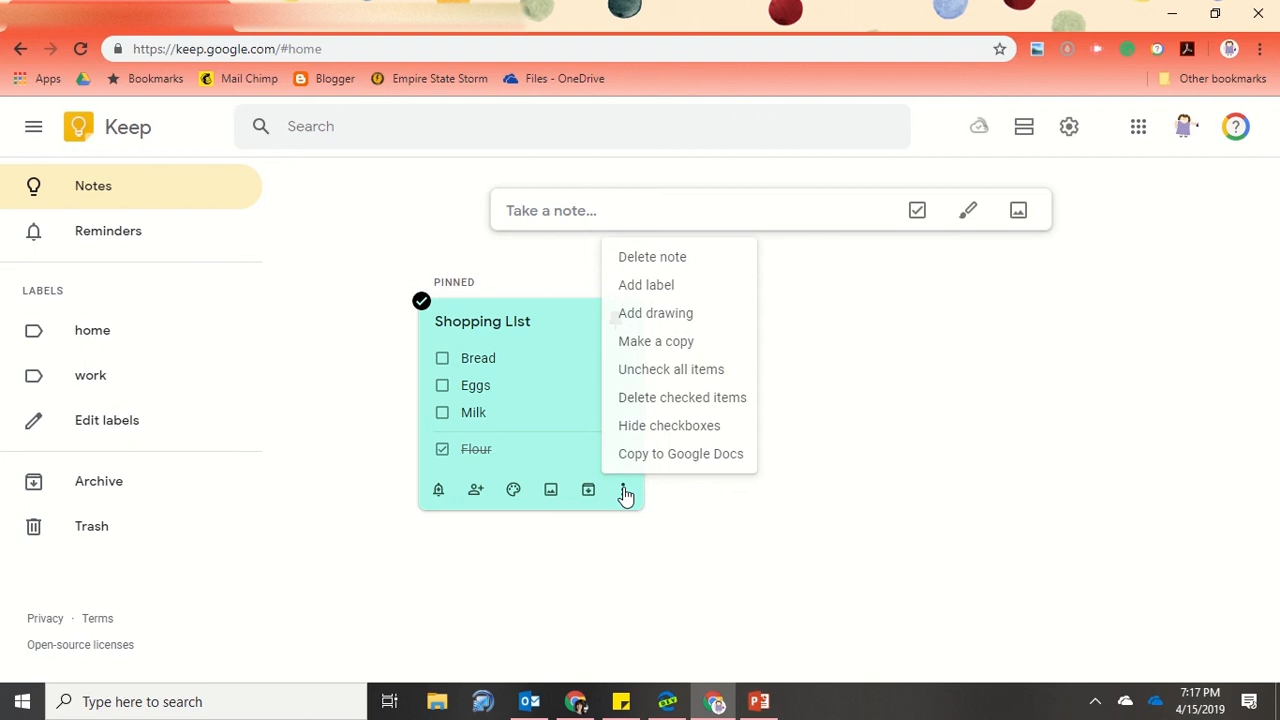 https://keep.google.com/#home
Apps
Bookmarks
Mail Chimp
Blogger
Empire State Storm
Files - OneDrive
Other bookmarks
Keep
Search
Notes
Reminders
LABELS
home
work
Edit labels
Archive
Trash
Privacy · Terms
Open-source licenses
Take a note...
PINNED
Shopping LIst
Bread
Eggs
Milk
Flour
Delete note
Add label
Add drawing
Make a copy
Uncheck all items
Delete checked items
Hide checkboxes
Copy to Google Docs
Type here to search
7:17 PM
4/15/2019